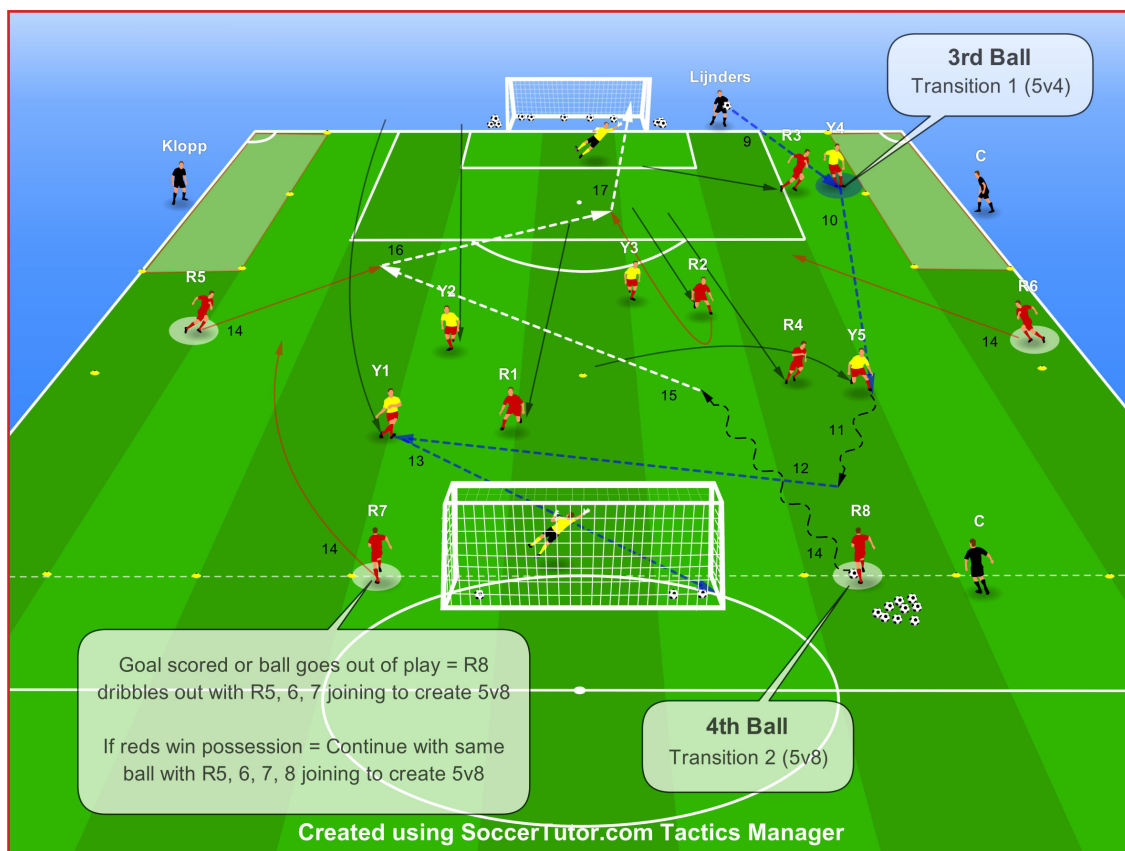 3rd Ball
Transition 1 (5v4)
Lijnders
Klopp
9
R3
Y4
C
17
10
16
Y3
R2
R5
R6
14
Y2
R4
Y5
14
Y1
R1
15
11
13
12
R7
R8
C
14
14
Goal scored or ball goes out of play = R8
dribbles out with R5, 6, 7 joining to create 5v8
If reds win possession = Continue with same
ball with R5, 6, 7, 8 joining to create 5v8
4th Ball
Transition 2 (5v8)
Created using SoccerTutor.com Tactics Manager